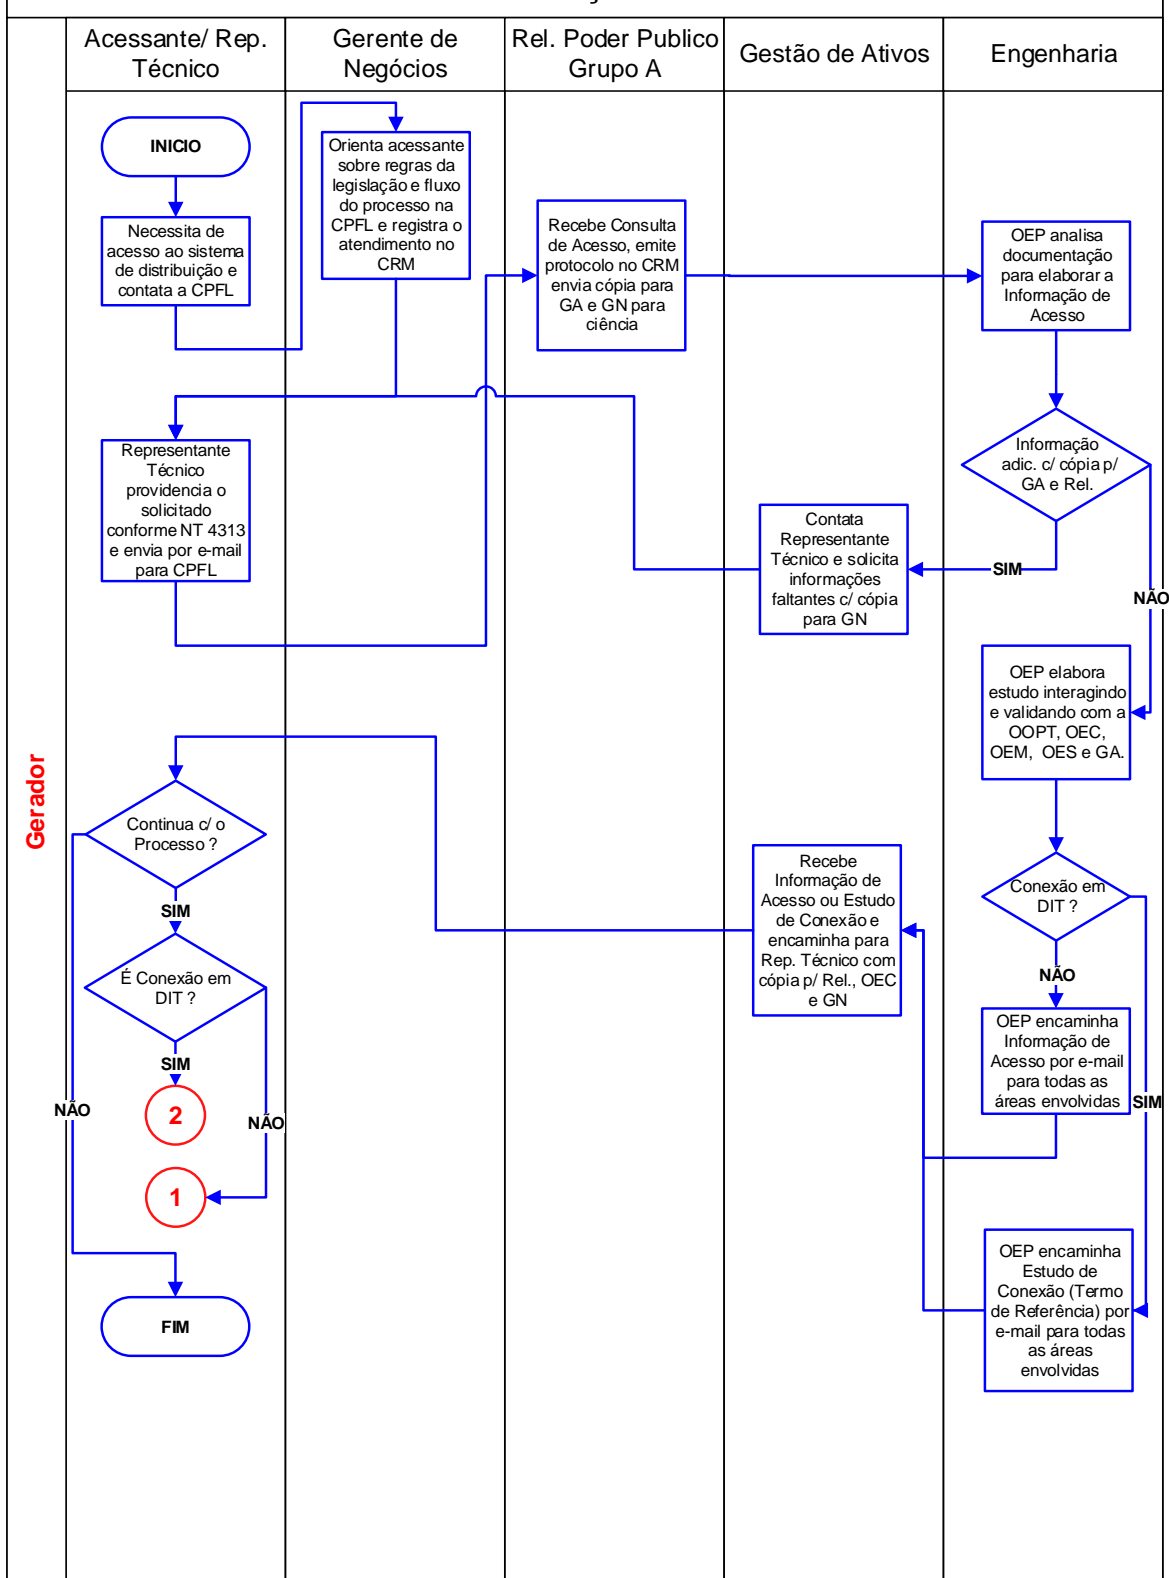 Acessante/ Rep.
Técnico
Gerente de
Negócios
Rel. Poder Publico
Grupo A
Gestão de Ativos
Engenharia
Gerador
INICIO
Necessita de
acesso ao sistema
de distribuição e
contata a CPFL
Orienta acessante
sobre regras da
legislação e fluxo
do processo na
CPFL e registra o
atendimento no
CRM
Recebe Consulta
de Acesso, emite
protocolo no CRM
envia cópia para
GA e GN para
ciência
OEP analisa
documentação
para elaborar a
Informação de
Acesso
Informação
adic. c/ cópia p/
GA e Rel.
SIM
NÃO
Contata
Representante
Técnico e solicita
informações
faltantes c/ cópia
para GN
Representante
Técnico
providencia o
solicitado
conforme NT 4313
e envia por e-mail
para CPFL
OEP elabora
estudo interagindo
e validando com a
OOPT, OEC,
OEM, OES e GA.
Conexão em
DIT ?
NÃO
SIM
OEP encaminha
Informação de
Acesso por e-mail
para todas as
áreas envolvidas
OEP encaminha
Estudo de
Conexão (Termo
de Referência) por
e-mail para todas
as áreas
envolvidas
Recebe
Informação de
Acesso ou Estudo
de Conexão e
encaminha para
Rep. Técnico com
cópia p/ Rel., OEC
e GN
Continua c/ o
Processo ?
SIM
NÃO
É Conexão em
DIT ?
SIM
NÃO
2
1
FIM